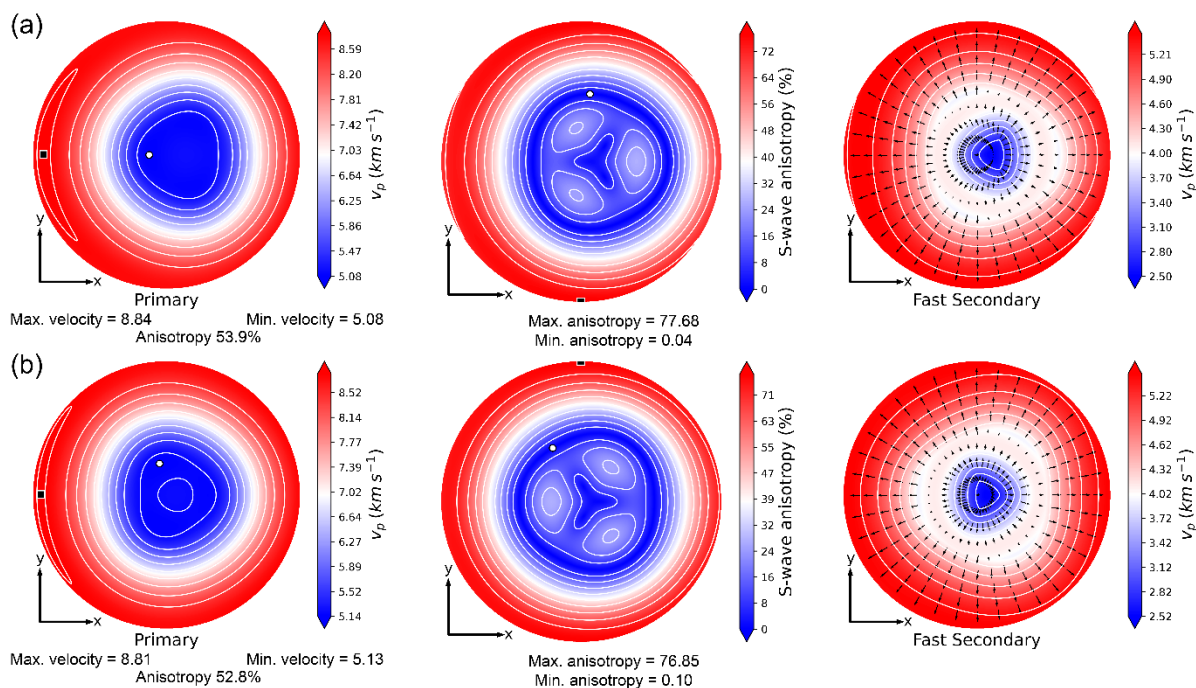 (a)
8.59
8.20
7.81
7.42
7.03
6.64
6.25
5.86
5.47
5.08
v_p (km s⁻¹)
y
x
Primary
Max. velocity = 8.84 Min. velocity = 5.08
Anisotropy 53.9%
72
64
56
48
40
32
24
16
8
0
S-wave anisotropy (%)
y
x
Max. anisotropy = 77.68
Min. anisotropy = 0.04
5.21
4.90
4.60
4.30
4.00
3.70
3.40
3.10
2.80
2.50
v_p (km s⁻¹)
y
x
Fast Secondary
(b)
8.52
8.14
7.77
7.39
7.02
6.64
6.27
5.89
5.51
5.14
v_p (km s⁻¹)
y
x
Primary
Max. velocity = 8.81 Min. velocity = 5.13
Anisotropy 52.8%
71
63
55
47
39
31
24
16
8
0
S-wave anisotropy (%)
y
x
Max. anisotropy = 76.85
Min. anisotropy = 0.10
5.22
4.92
4.62
4.32
4.02
3.72
3.42
3.12
2.82
2.52
v_p (km s⁻¹)
y
x
Fast Secondary